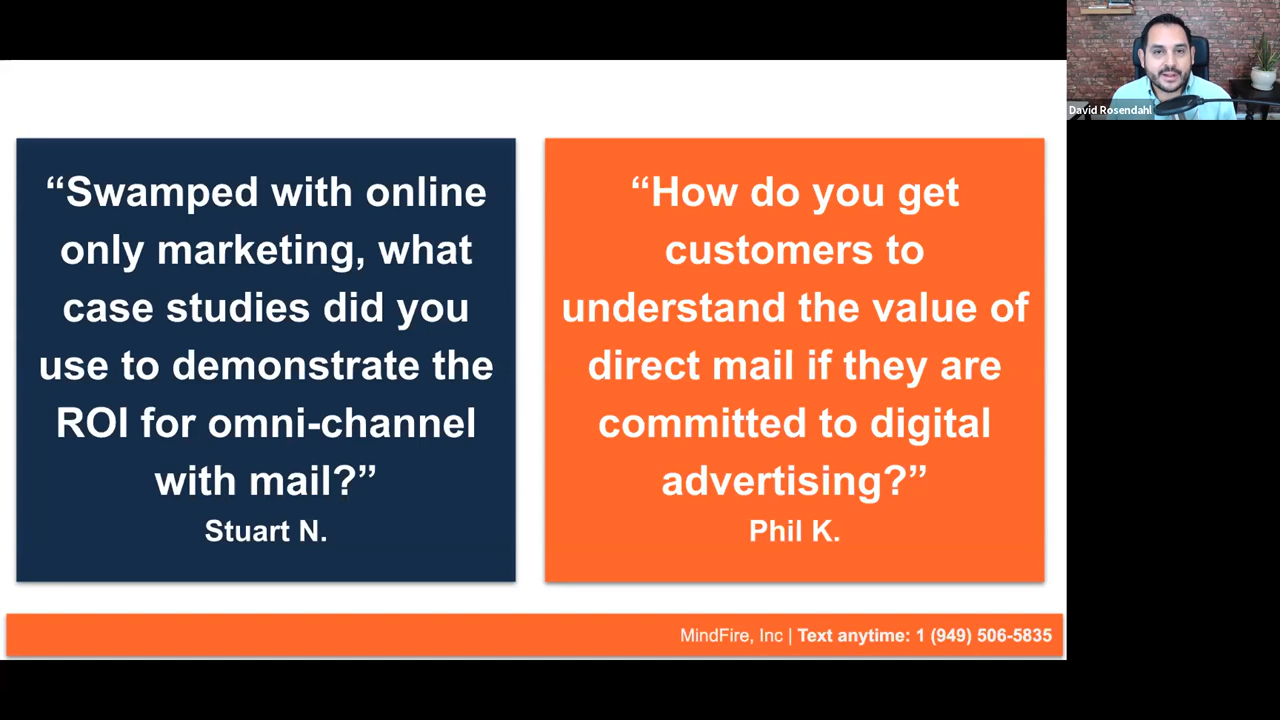 David Rosendahl
“Swamped with online
only marketing, what
case studies did you
use to demonstrate the
ROI for omni-channel
with mail?”
Stuart N.
“How do you get
customers to
understand the value of
direct mail if they are
committed to digital
advertising?”
Phil K.
MindFire, Inc | Text anytime: 1 (949) 506-5835